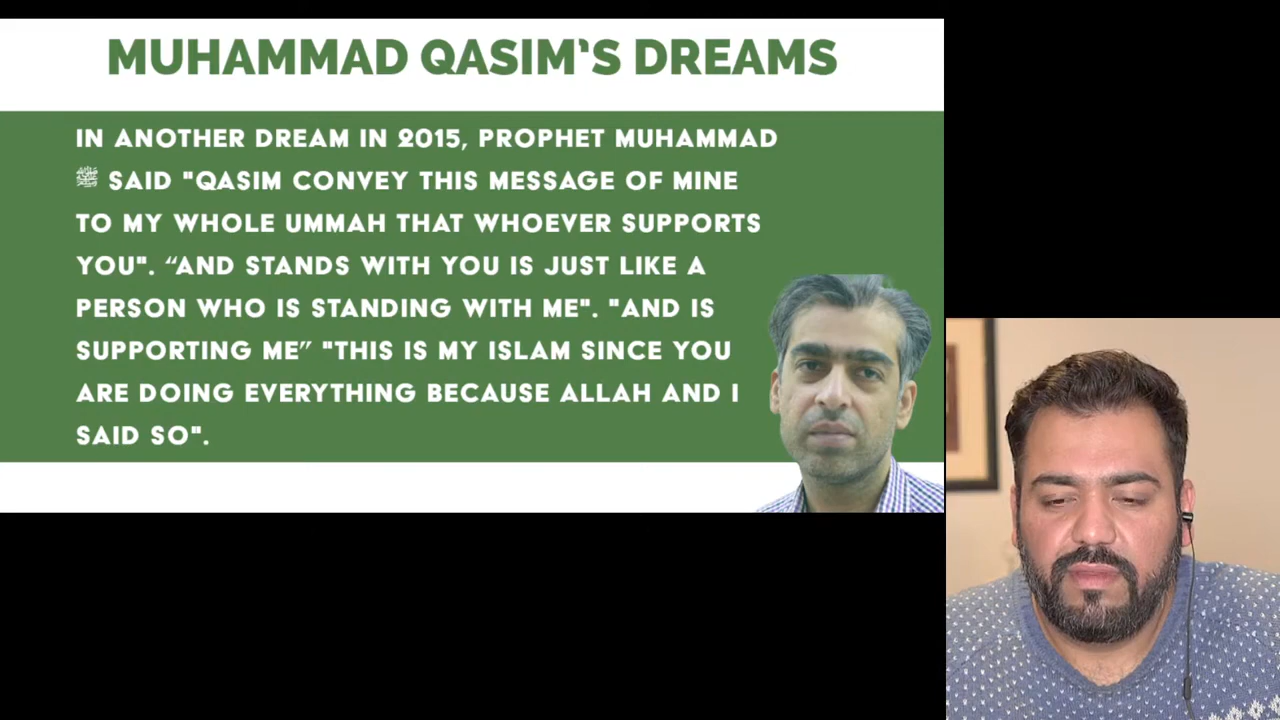 MUHAMMAD QASIM‛S DREAMS
IN ANOTHER DREAM IN 2015, PROPHET MUHAMMAD
ﷺ SAID "QASIM CONVEY THIS MESSAGE OF MINE
TO MY WHOLE UMMAH THAT WHOEVER SUPPORTS
YOU". “AND STANDS WITH YOU IS JUST LIKE A
PERSON WHO IS STANDING WITH ME". "AND IS
SUPPORTING ME” "THIS IS MY ISLAM SINCE YOU
ARE DOING EVERYTHING BECAUSE ALLAH AND I
SAID SO".